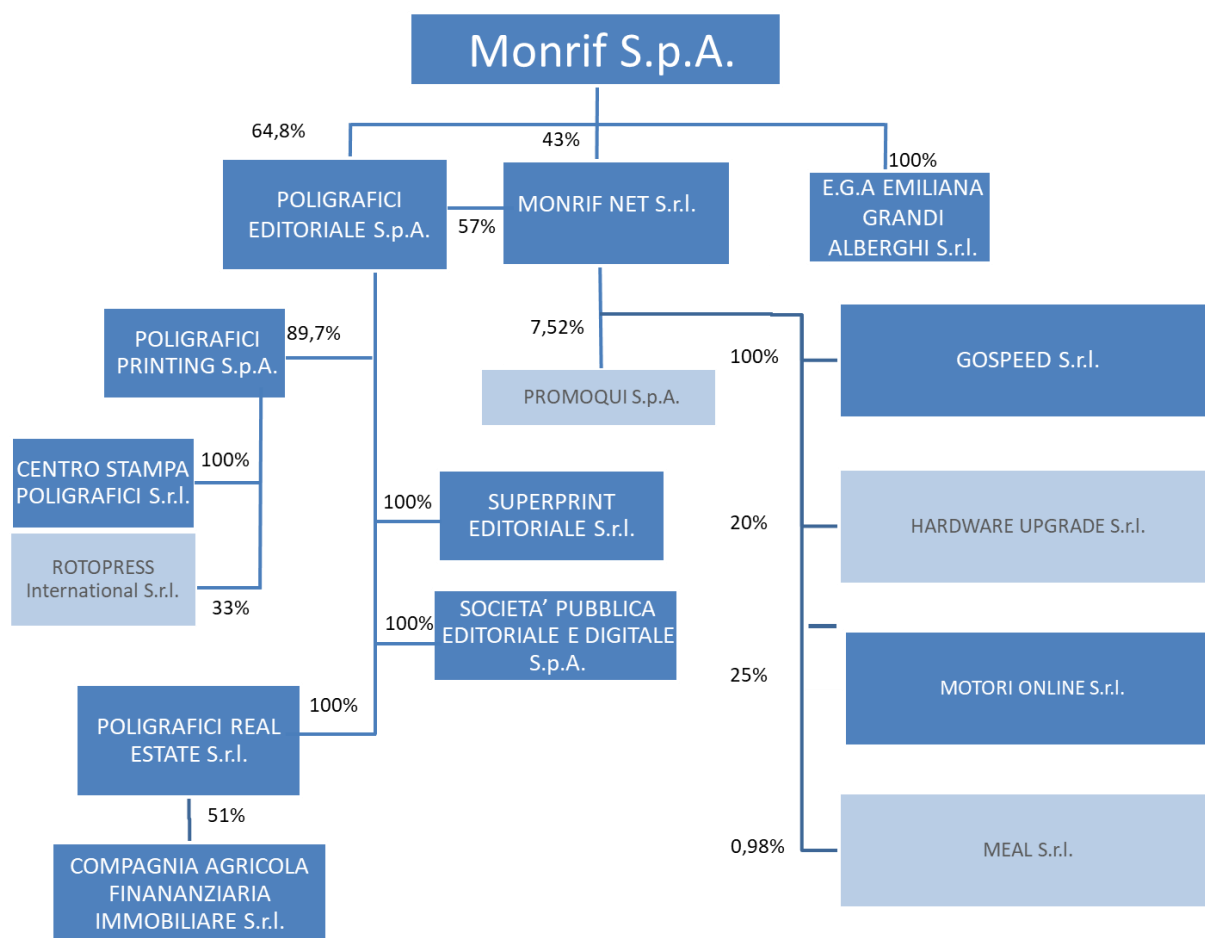 Monrif S.p.A.
64,8%
43%
100%
POLIGRAFICI
EDITORIALE S.p.A.
57%
MONRIF NET S.r.l.
E.G.A EMILIANA
GRANDI
ALBERGHI S.r.l.
POLIGRAFICI
PRINTING S.p.A.
89,7%
7,52%
PROMOQUI S.p.A.
100%
GOSPEED S.r.l.
CENTRO STAMPA
POLIGRAFICI S.r.l.
100%
ROTOPRESS
International S.r.l.
33%
100%
SUPERPRINT
EDITORIALE S.r.l.
20%
HARDWARE UPGRADE S.r.l.
100%
SOCIETA’ PUBBLICA
EDITORIALE E DIGITALE
S.p.A.
25%
MOTORI ONLINE S.r.l.
POLIGRAFICI REAL
ESTATE S.r.l.
100%
51%
COMPAGNIA AGRICOLA
FINANANZIARIA
IMMOBILIARE S.r.l.
0,98%
MEAL S.r.l.